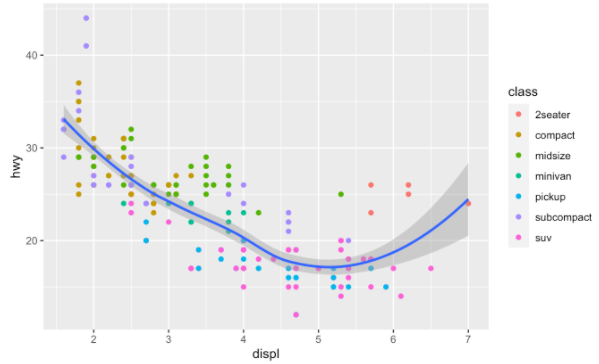 40
30
20
hwy
2 3 4 5 6 7
displ
class
2seater
compact
midsize
minivan
pickup
subcompact
suv